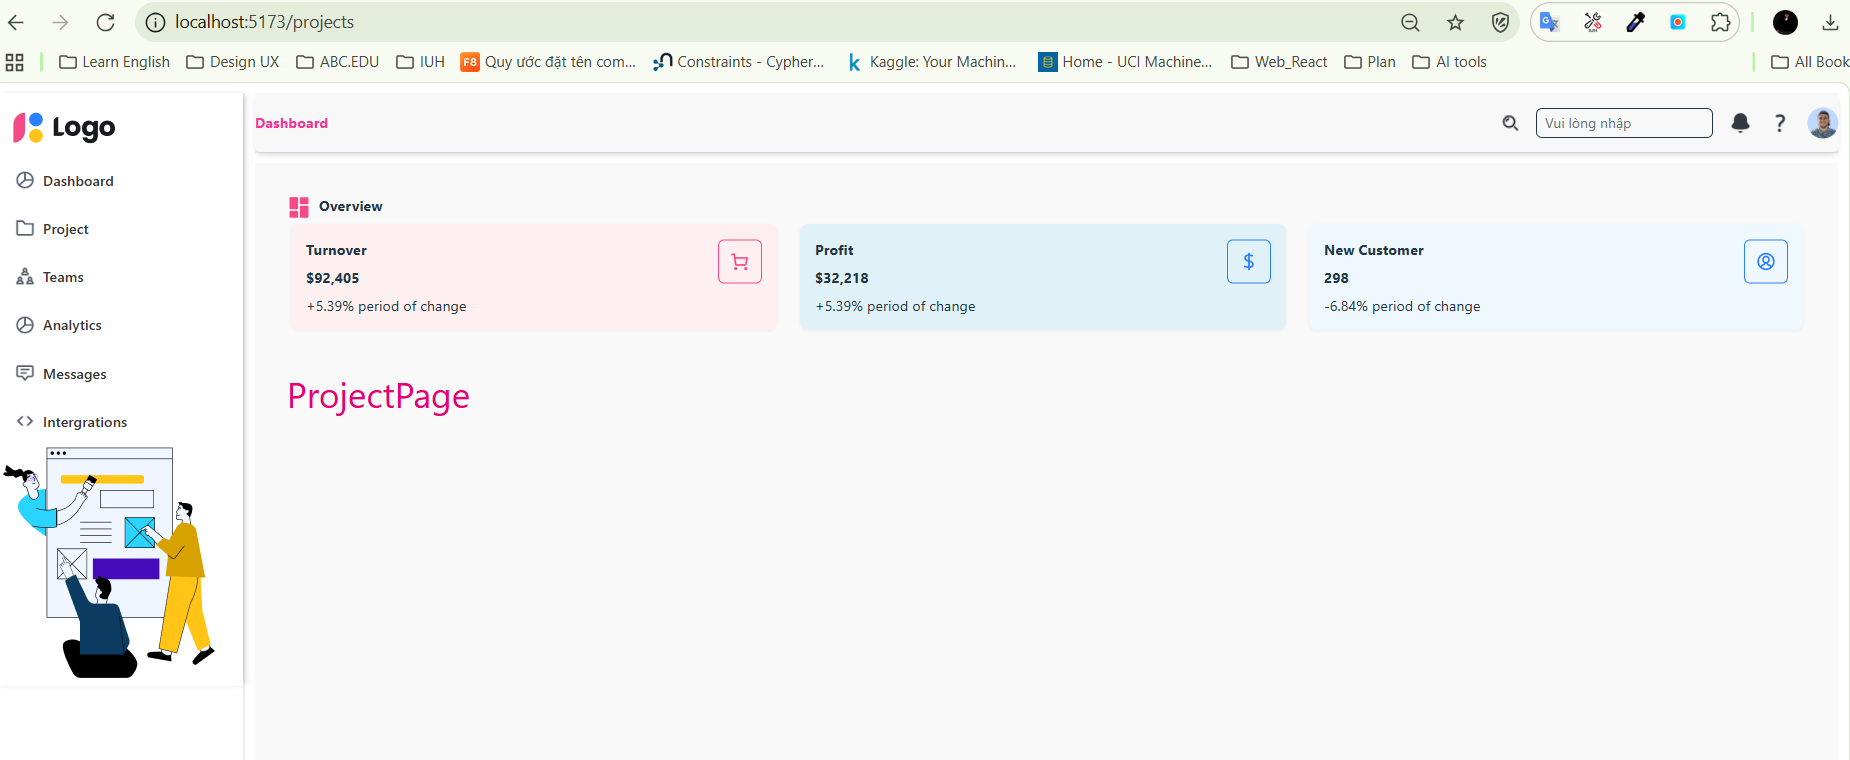 localhost:5173/projects
Learn English Design UX ABC.EDU IUH F8 Quy ước đặt tên com... Constraints - Cypher... k Kaggle: Your Machin... Home - UCI Machine... Web_React Plan AI tools All Book
Logo
Dashboard
Project
Teams
Analytics
Messages
Intergrations
Dashboard
Vui lòng nhập
?
Overview
Turnover
$92,405
+5.39% period of change
Profit
$32,218
+5.39% period of change
$
New Customer
298
-6.84% period of change
ProjectPage